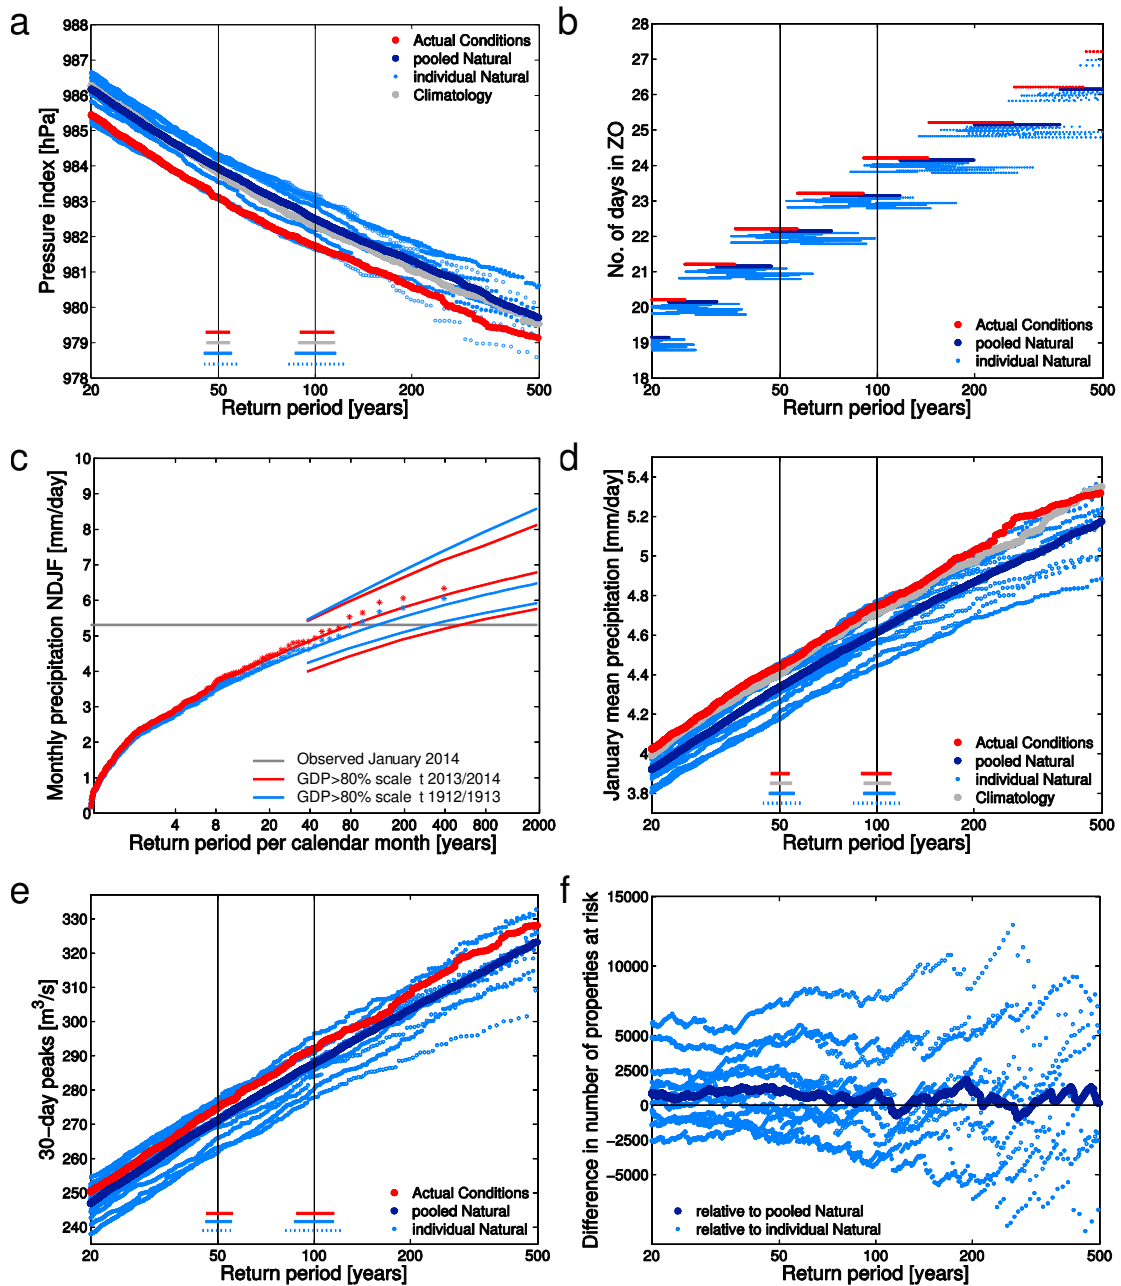 a
988
987
986
985
984
983
982
981
980
979
978
Pressure index [hPa]
Actual Conditions
pooled Natural
individual Natural
Climatology
20 50 100 200 500
Return period [years]
b
28
27
26
25
24
23
22
21
20
19
18
No. of days in ZO
Actual Conditions
pooled Natural
individual Natural
20 50 100 200 500
Return period [years]
c
10
9
8
7
6
5
4
3
2
1
0
Monthly precipitation NDJF [mm/day]
Observed January 2014
GDP>80% scale t 2013/2014
GDP>80% scale t 1912/1913
4 8 20 40 80 200 400 800 2000
Return period per calendar month [years]
d
5.4
5.2
5
4.8
4.6
4.4
4.2
4
3.8
January mean precipitation [mm/day]
Actual Conditions
pooled Natural
individual Natural
Climatology
20 50 100 200 500
Return period [years]
e
330
320
310
300
290
280
270
260
250
240
30-day peaks [m³/s]
Actual Conditions
pooled Natural
individual Natural
20 50 100 200 500
Return period [years]
f
15000
10000
5000
2500
0
−2500
−5000
Difference in number of properties at risk
relative to pooled Natural
relative to individual Natural
20 50 100 200 500
Return period [years]